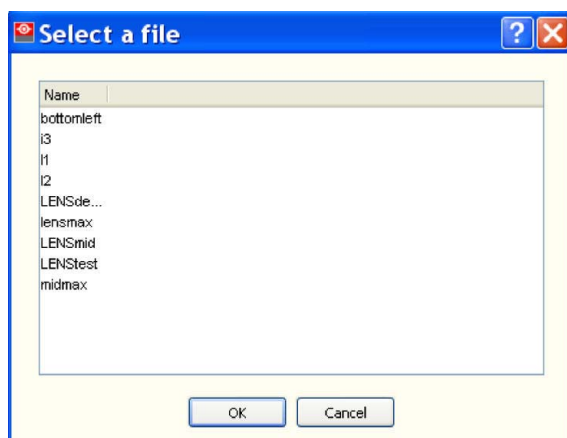 Select a file
Name
bottomleft
i3
l1
l2
LENSde...
lensmax
LENSmid
LENStest
midmax
OK Cancel